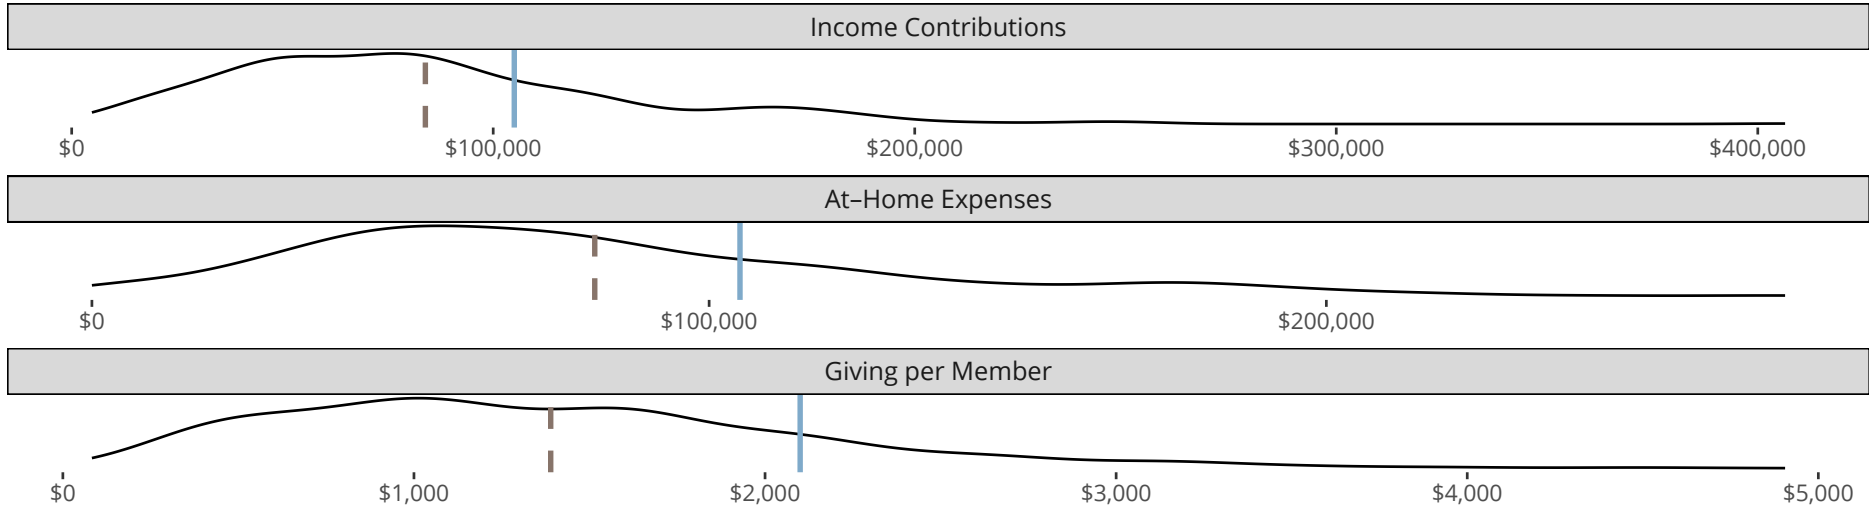 Income Contributions
$0 $100,000 $200,000 $300,000 $400,000
At–Home Expenses
$0 $100,000 $200,000
Giving per Member
$0 $1,000 $2,000 $3,000 $4,000 $5,000